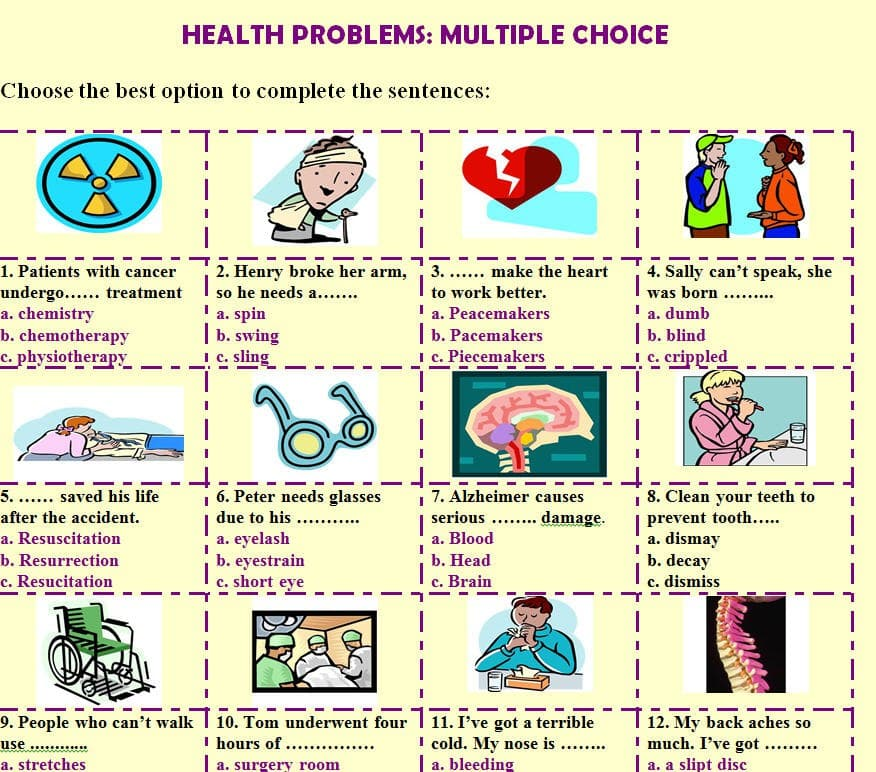 HEALTH PROBLEMS: MULTIPLE CHOICE
Choose the best option to complete the sentences:
1. Patients with cancer
undergo…… treatment
a. chemistry
b. chemotherapy
c. physiotherapy
2. Henry broke her arm,
so he needs a…….
a. spin
b. swing
c. sling
3. …… make the heart
to work better.
a. Peacemakers
b. Pacemakers
c. Piecemakers
4. Sally can’t speak, she
was born ………
a. dumb
b. blind
c. crippled
5. …… saved his life
after the accident.
a. Resuscitation
b. Resurrection
c. Resucitation
6. Peter needs glasses
due to his ………..
a. eyelash
b. eyestrain
c. short eye
7. Alzheimer causes
serious …….. damage.
a. Blood
b. Head
c. Brain
8. Clean your teeth to
prevent tooth…..
a. dismay
b. decay
c. dismiss
9. People who can’t walk
use …………
a. stretches
10. Tom underwent four
hours of ……………
a. surgery room
11. I’ve got a terrible
cold. My nose is ……..
a. bleeding
12. My back aches so
much. I’ve got ………
a. a slipt disc